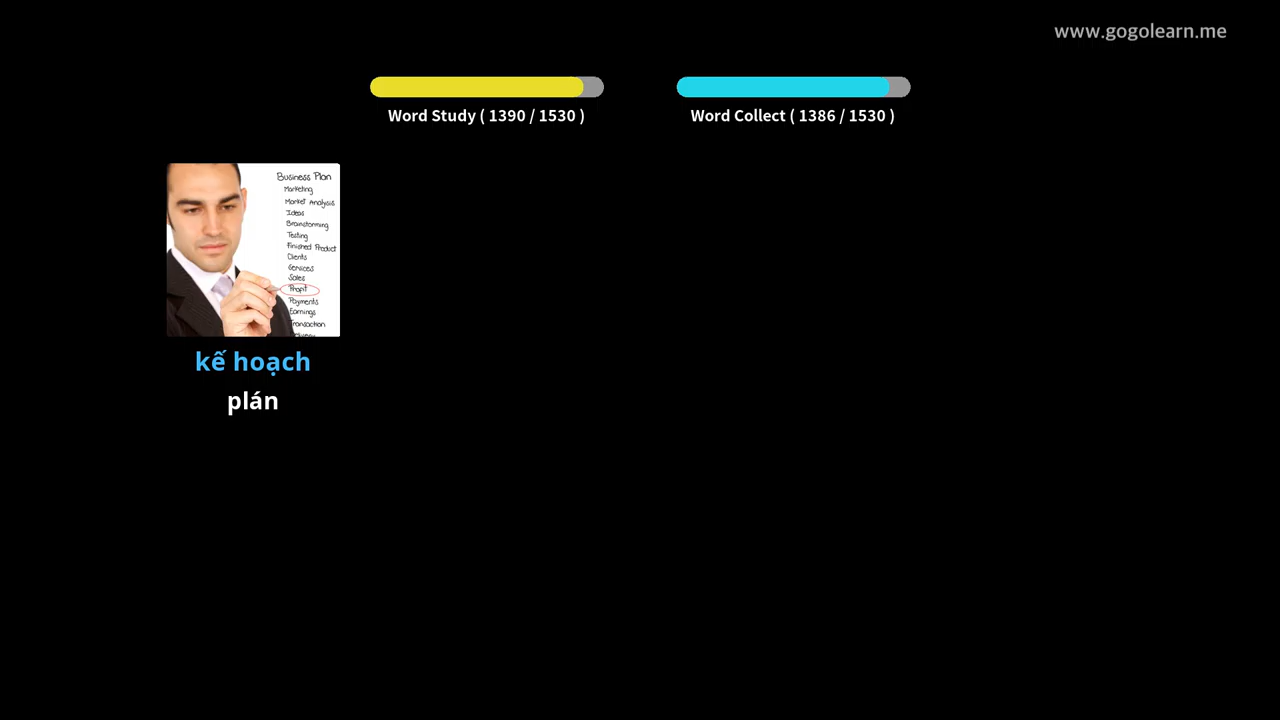 www.gogolearn.me
Word Study ( 1390 / 1530 )
Word Collect ( 1386 / 1530 )
Business Plan
Marketing
Market Analysis
Ideas
Brainstorming
Testing
Finished Product
Clients
Services
Sales
Profit
Payments
Earnings
Transaction
Delivery
kế hoạch
plán